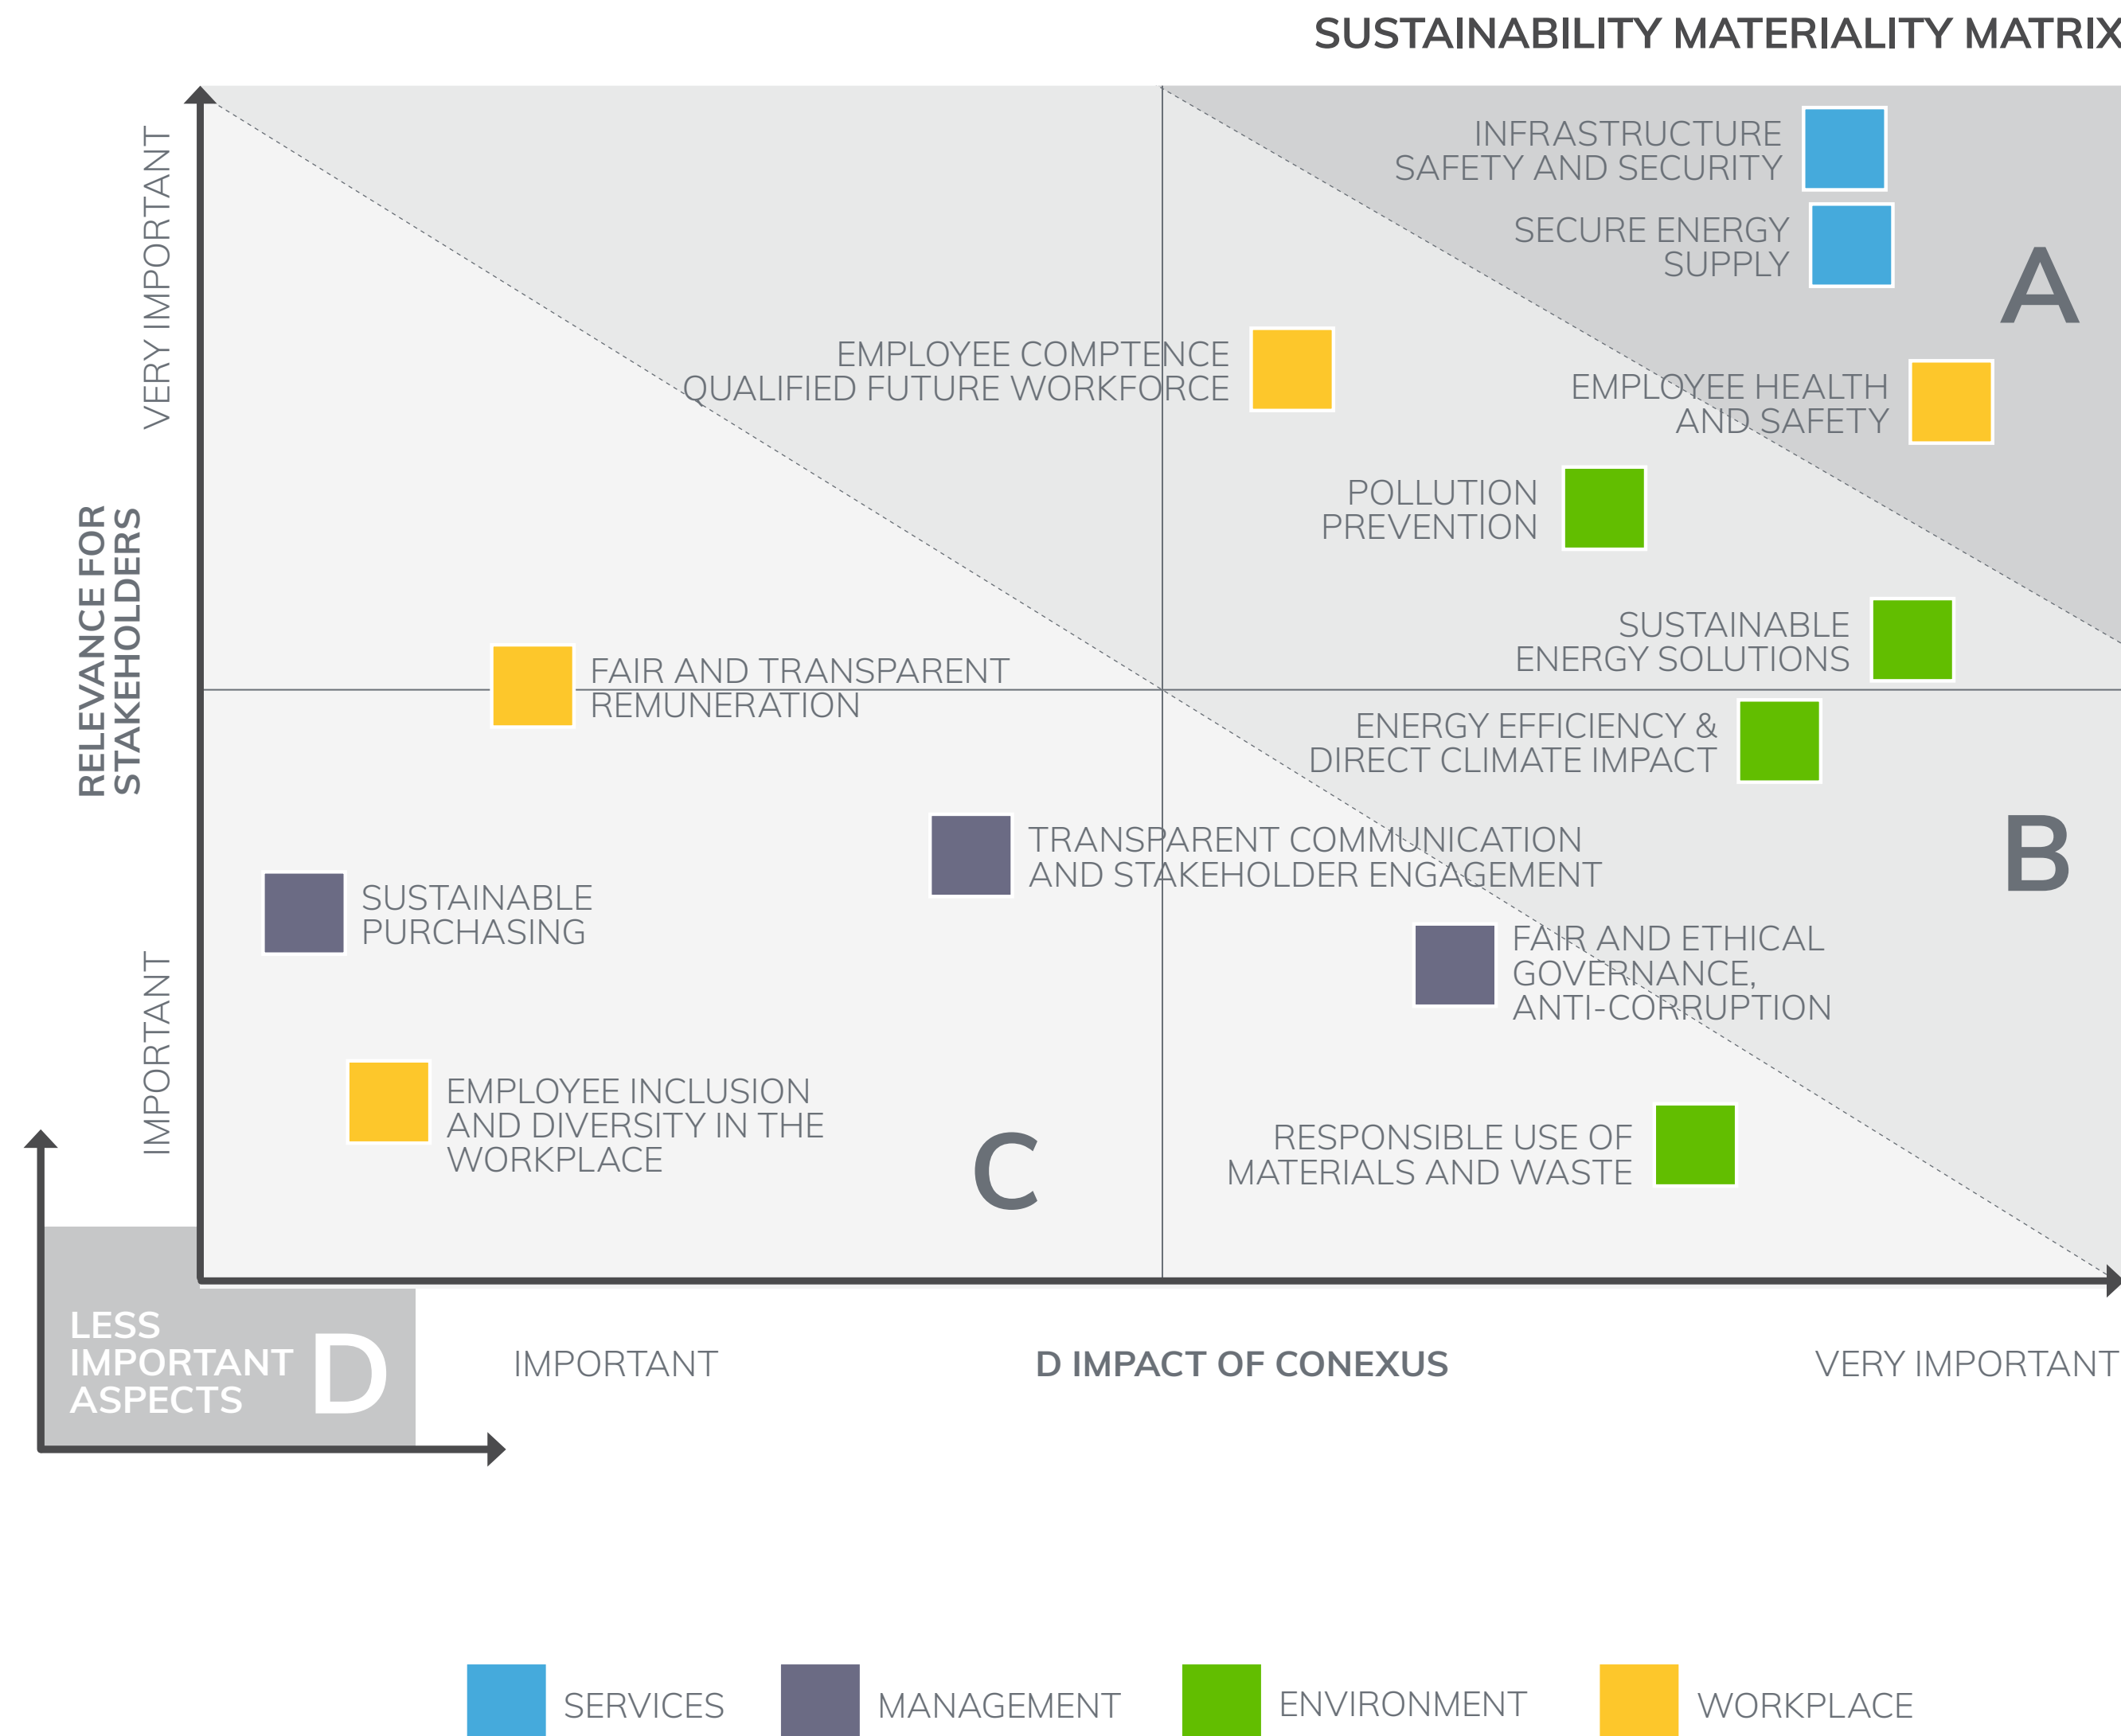 SUSTAINABILITY MATERIALITY MATRIX
VERY IMPORTANT
RELEVANCE FOR
STAKEHOLDERS
IMPORTANT
INFRASTRUCTURE
SAFETY AND SECURITY
SECURE ENERGY
SUPPLY
A
EMPLOYEE COMPTENCE
QUALIFIED FUTURE WORKFORCE
EMPLOYEE HEALTH
AND SAFETY
POLLUTION
PREVENTION
SUSTAINABLE
ENERGY SOLUTIONS
FAIR AND TRANSPARENT
REMUNERATION
ENERGY EFFICIENCY &
DIRECT CLIMATE IMPACT
B
TRANSPARENT COMMUNICATION
AND STAKEHOLDER ENGAGEMENT
SUSTAINABLE
PURCHASING
FAIR AND ETHICAL
GOVERNANCE,
ANTI-CORRUPTION
EMPLOYEE INCLUSION
AND DIVERSITY IN THE
WORKPLACE
C
RESPONSIBLE USE OF
MATERIALS AND WASTE
LESS
IMPORTANT
ASPECTS
D
IMPORTANT
D IMPACT OF CONEXUS
VERY IMPORTANT
SERVICES
MANAGEMENT
ENVIRONMENT
WORKPLACE